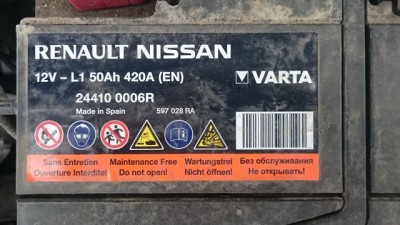 RENAULT NISSAN
12V – L1 50Ah 420A (EN)
VARTA
24410 0006R
Made in Spain
597 028 RA
Sans Entretien
Ouverture Interdite!
Maintenance Free
Do not open!
Wartungsfrei
Nicht öffnen!
Без обслуживания
Не открывать!